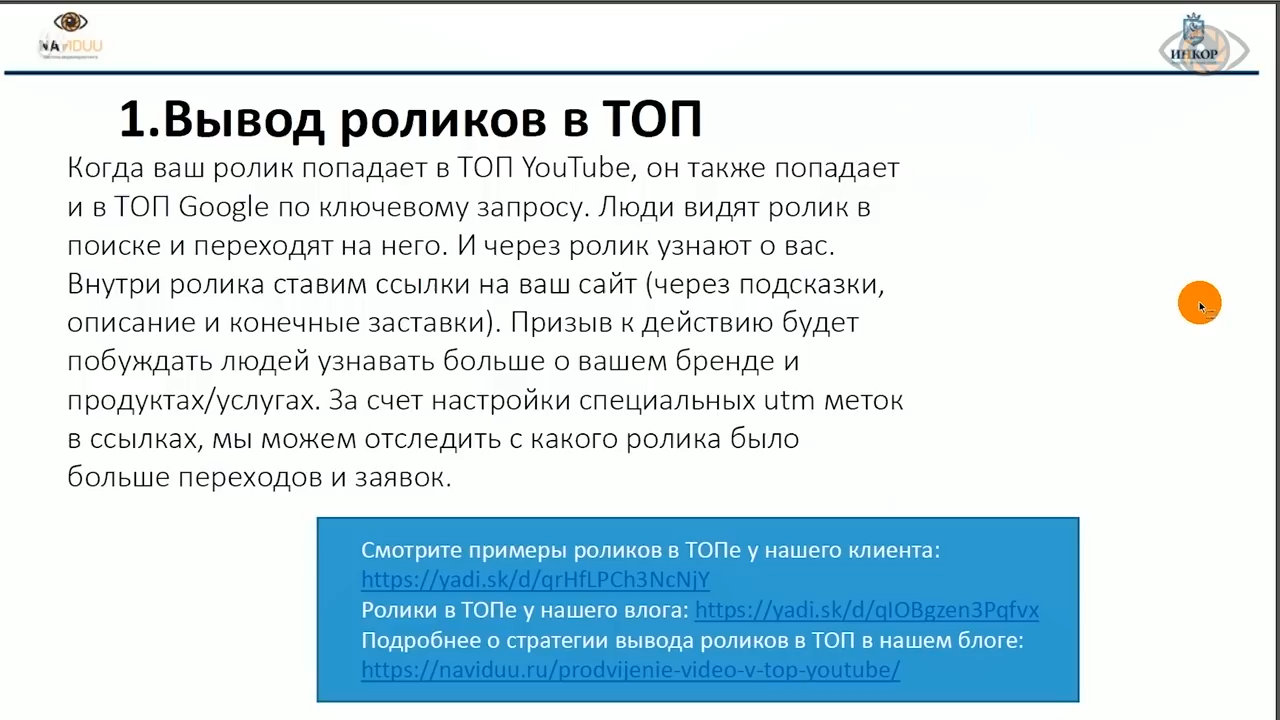 NAVIDUU
ИНКОР
1.Вывод роликов в ТОП
Когда ваш ролик попадает в ТОП YouTube, он также попадает
и в ТОП Google по ключевому запросу. Люди видят ролик в
поиске и переходят на него. И через ролик узнают о вас.
Внутри ролика ставим ссылки на ваш сайт (через подсказки,
описание и конечные заставки). Призыв к действию будет
побуждать людей узнавать больше о вашем бренде и
продуктах/услугах. За счет настройки специальных utm меток
в ссылках, мы можем отследить с какого ролика было
больше переходов и заявок.
Смотрите примеры роликов в ТОПе у нашего клиента:
https://yadi.sk/d/qrHfLPCh3NcNjY
Ролики в ТОПе у нашего влога: https://yadi.sk/d/qIOBgzen3Pqfvx
Подробнее о стратегии вывода роликов в ТОП в нашем блоге:
https://naviduu.ru/prodvijenie-video-v-top-youtube/